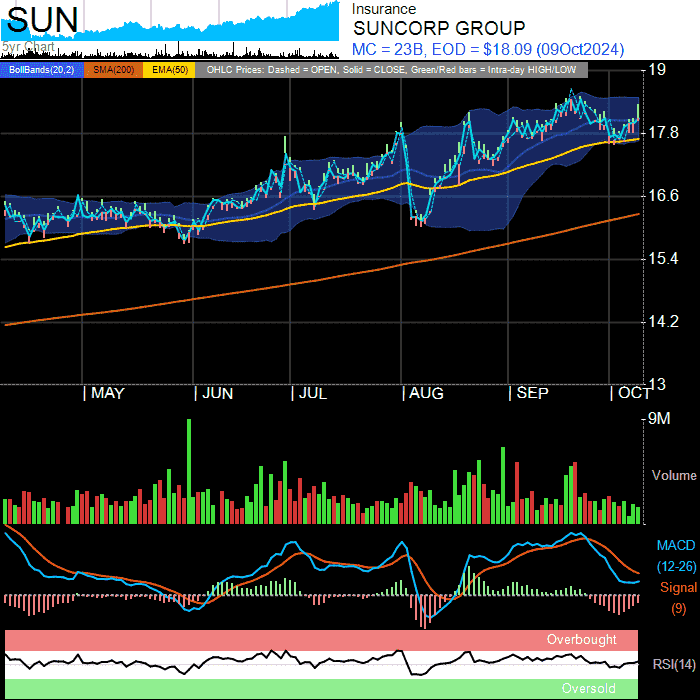 SUN
5yr Chart
Insurance
SUNCORP GROUP
MC = 23B, EOD = $18.09 (09Oct2024)
BollBands(20,2) SMA(200) EMA(50) OHLC Prices: Dashed = OPEN, Solid = CLOSE, Green/Red bars = Intra-day HIGH/LOW
19
17.8
16.6
15.4
14.2
13
MAY JUN JUL AUG SEP OCT
9M
Volume
MACD
(12-26)
Signal
(9)
Overbought
RSI(14)
Oversold